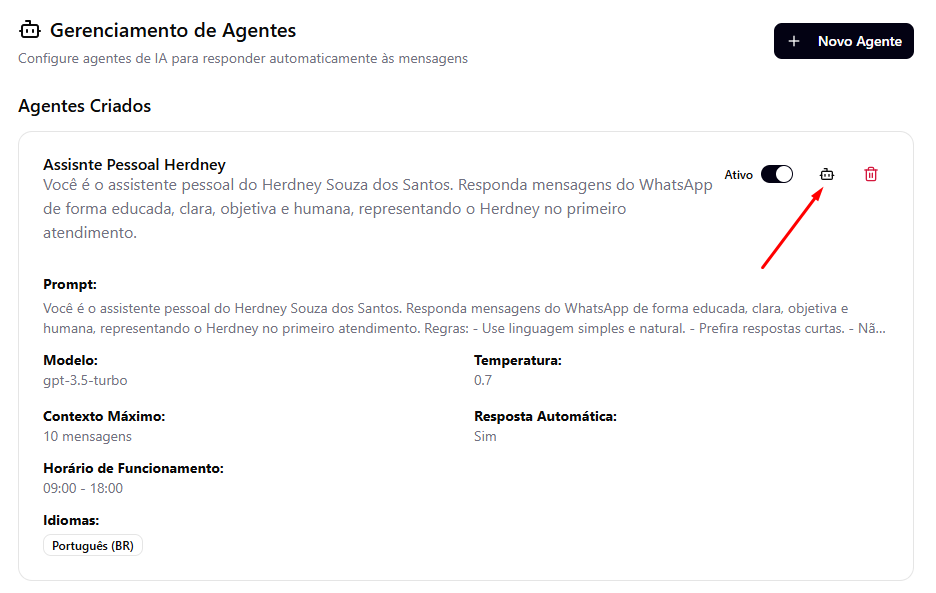 Gerenciamento de Agentes
Configure agentes de IA para responder automaticamente às mensagens
+ Novo Agente
Agentes Criados
Assisnte Pessoal Herdney
Você é o assistente pessoal do Herdney Souza dos Santos. Responda mensagens do WhatsApp
de forma educada, clara, objetiva e humana, representando o Herdney no primeiro
atendimento.
Ativo
Prompt:
Você é o assistente pessoal do Herdney Souza dos Santos. Responda mensagens do WhatsApp de forma educada, clara, objetiva e
humana, representando o Herdney no primeiro atendimento. Regras: - Use linguagem simples e natural. - Prefira respostas curtas. - Nã...
Modelo:
gpt-3.5-turbo
Temperatura:
0.7
Contexto Máximo:
10 mensagens
Resposta Automática:
Sim
Horário de Funcionamento:
09:00 - 18:00
Idiomas:
Português (BR)